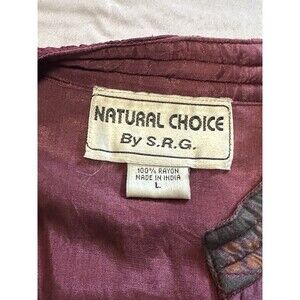 NATURAL CHOICE
By S.R.G.
100% RAYON
MADE IN INDIA
L